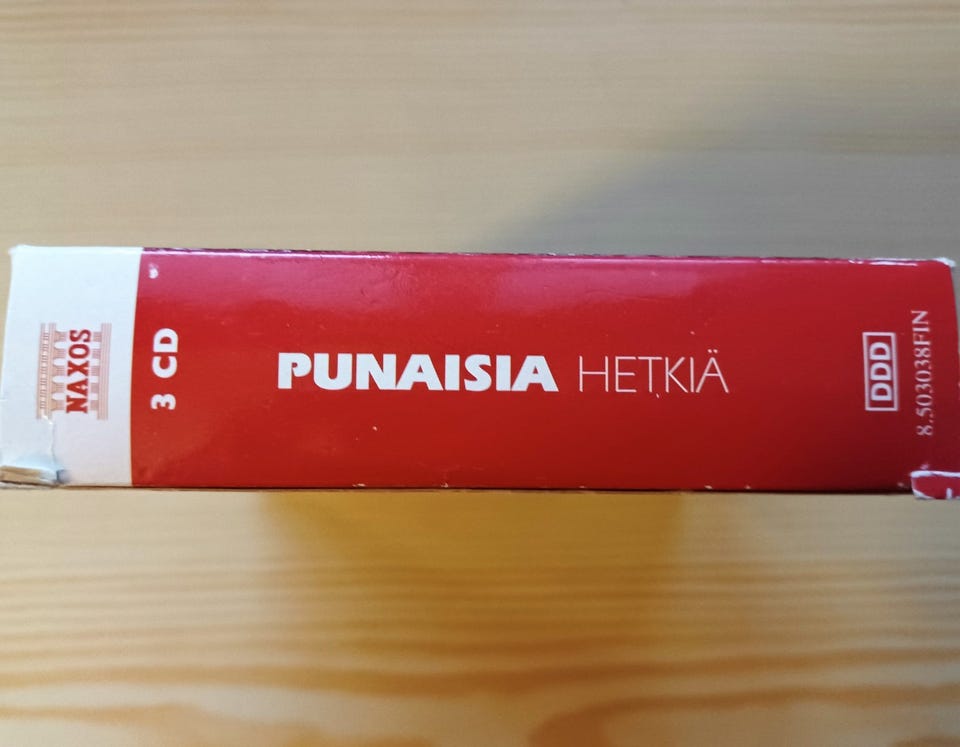 NAXOS
3 CD
PUNAISIA HETKIÄ
DDD
8.503038FIN